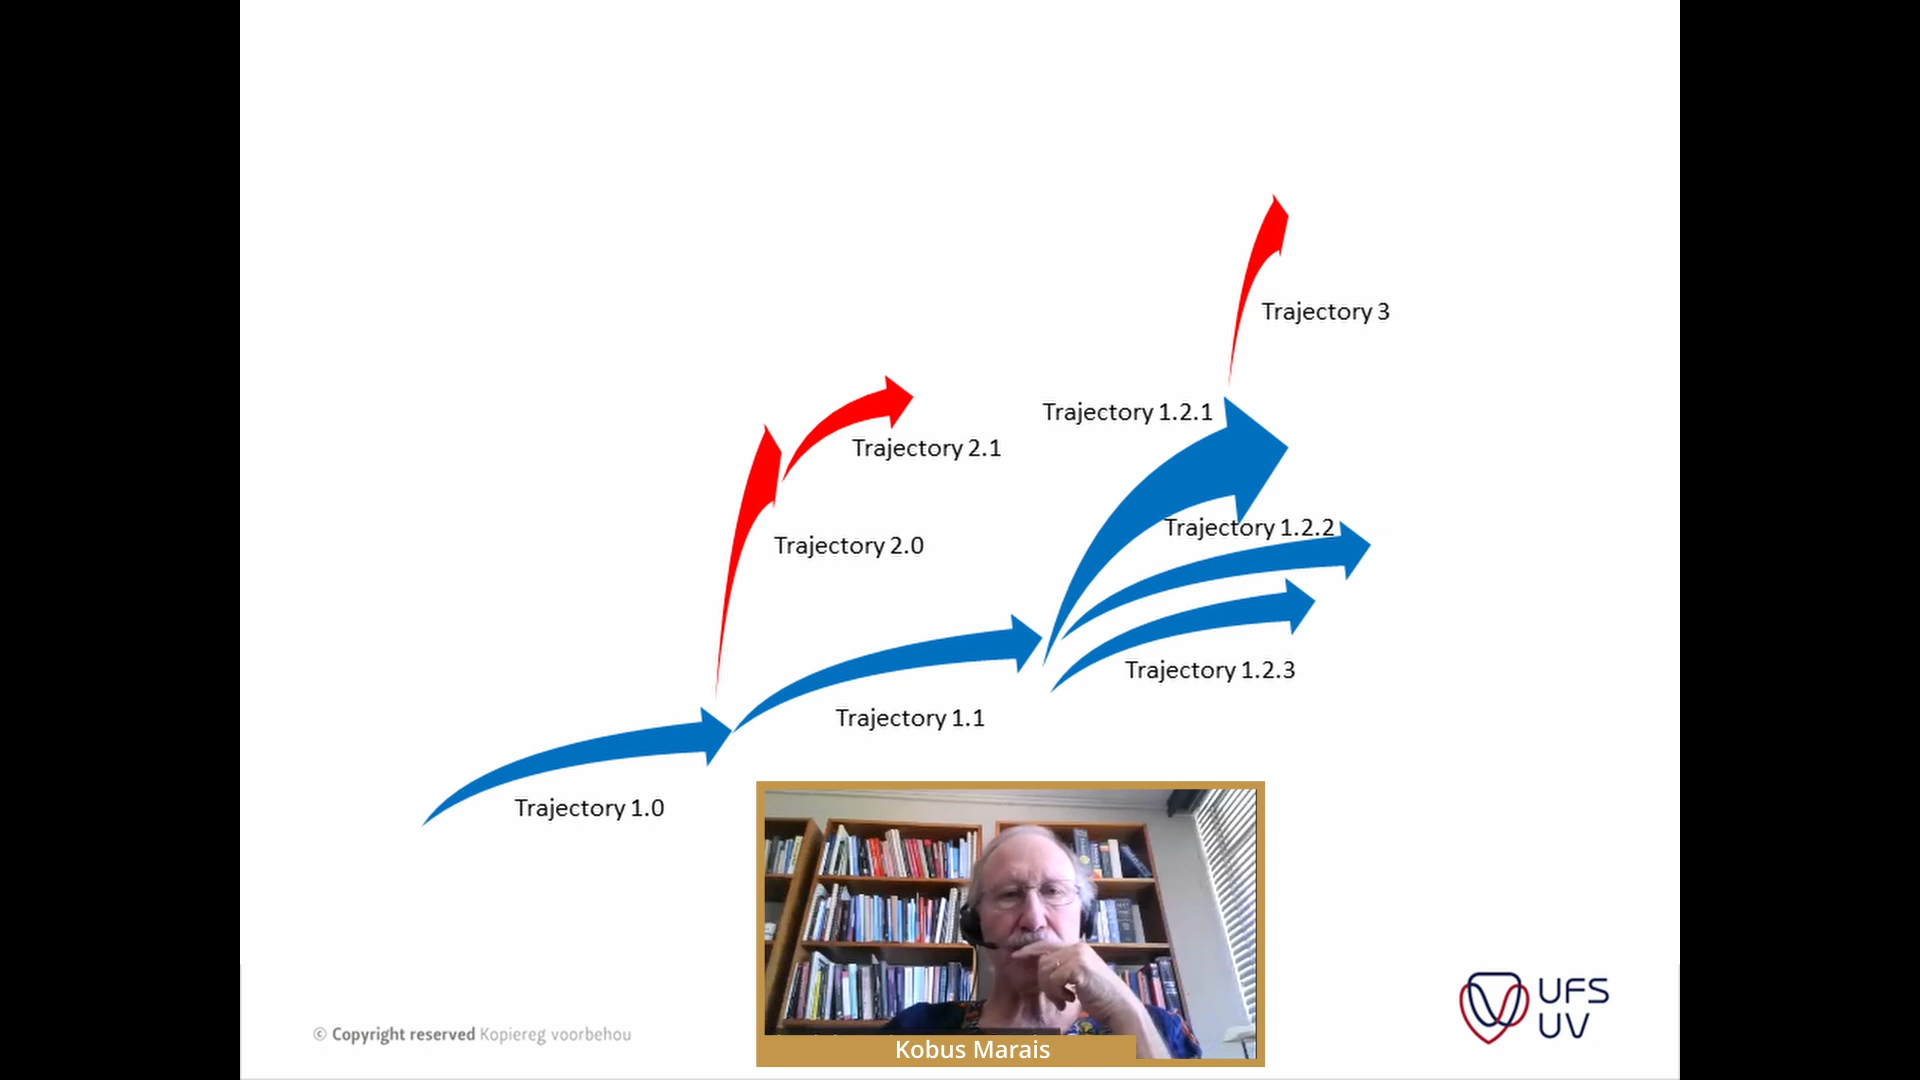 Trajectory 3
Trajectory 1.2.1
Trajectory 2.1
Trajectory 1.2.2
Trajectory 2.0
Trajectory 1.2.3
Trajectory 1.1
Trajectory 1.0
© Copyright reserved Kopiereg voorbehou
Kobus Marais
UFS
UV